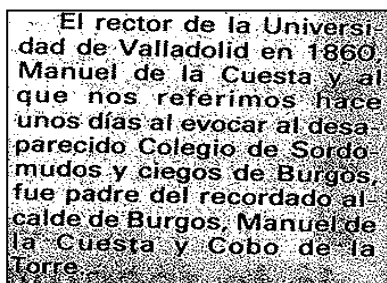 El rector de la Universi-
dad de Valladolid en 1860,
Manuel de la Cuesta y al
que nos referimos hace
unos días al evocar al desa-
parecido Colegio de Sordo-
mudos y ciegos de Burgos,
fue padre del recordado al-
calde de Burgos, Manuel de
la Cuesta y Cobo de la
Torre.